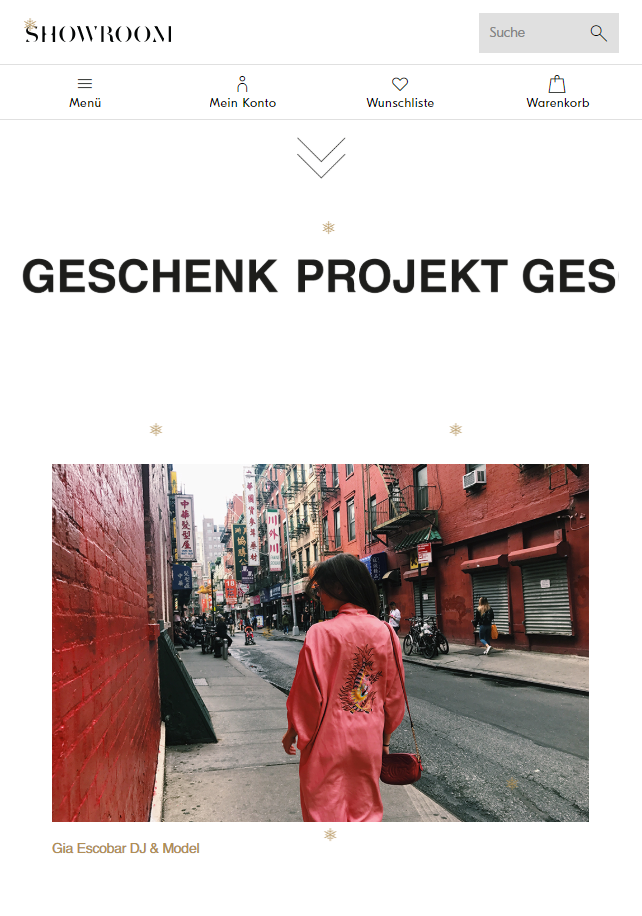 SHOWROOM
Suche
Menü
Mein Konto
Wunschliste
Warenkorb
GESCHENK PROJEKT GES
中華髮型屋
川外川
Gia Escobar DJ & Model